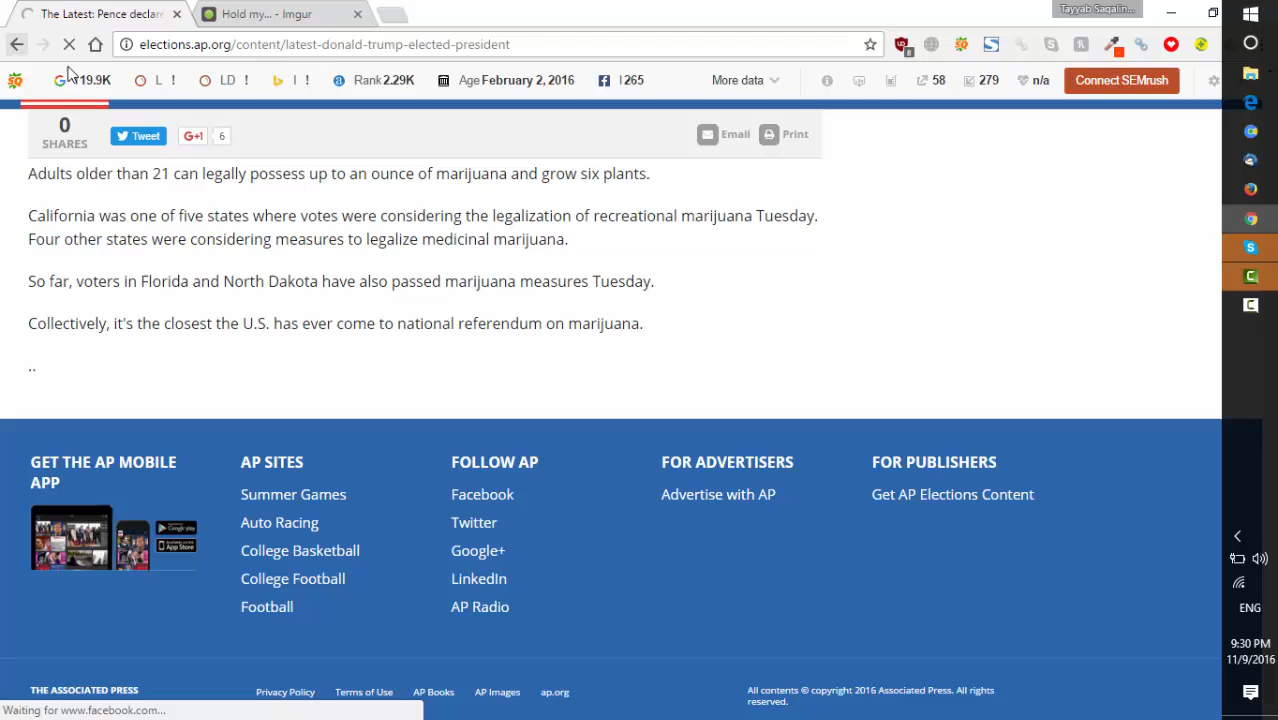 The Latest: Pence declare
Hold my... - Imgur
Tayyab Saqalin...
elections.ap.org/content/latest-donald-trump-elected-president
8
19.9K
L !
LD !
I !
Rank 2.29K
Age February 2, 2016
l 265
More data
58
279
n/a
Connect SEMrush
0
SHARES
Tweet
G+1
6
Email
Print
Adults older than 21 can legally possess up to an ounce of marijuana and grow six plants.
California was one of five states where votes were considering the legalization of recreational marijuana Tuesday.
Four other states were considering measures to legalize medicinal marijuana.
So far, voters in Florida and North Dakota have also passed marijuana measures Tuesday.
Collectively, it's the closest the U.S. has ever come to national referendum on marijuana.
..
GET THE AP MOBILE
APP
AP SITES
Summer Games
Auto Racing
College Basketball
College Football
Football
FOLLOW AP
Facebook
Twitter
Google+
LinkedIn
AP Radio
FOR ADVERTISERS
Advertise with AP
FOR PUBLISHERS
Get AP Elections Content
THE ASSOCIATED PRESS
Privacy Policy
Terms of Use
AP Books
AP Images
ap.org
All contents © copyright 2016 Associated Press. All rights
reserved.
Waiting for www.facebook.com...
ENG
9:30 PM
11/9/2016